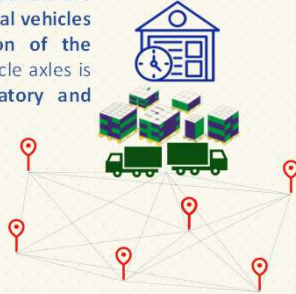 al vehicles
on of the
cle axles is
atory and